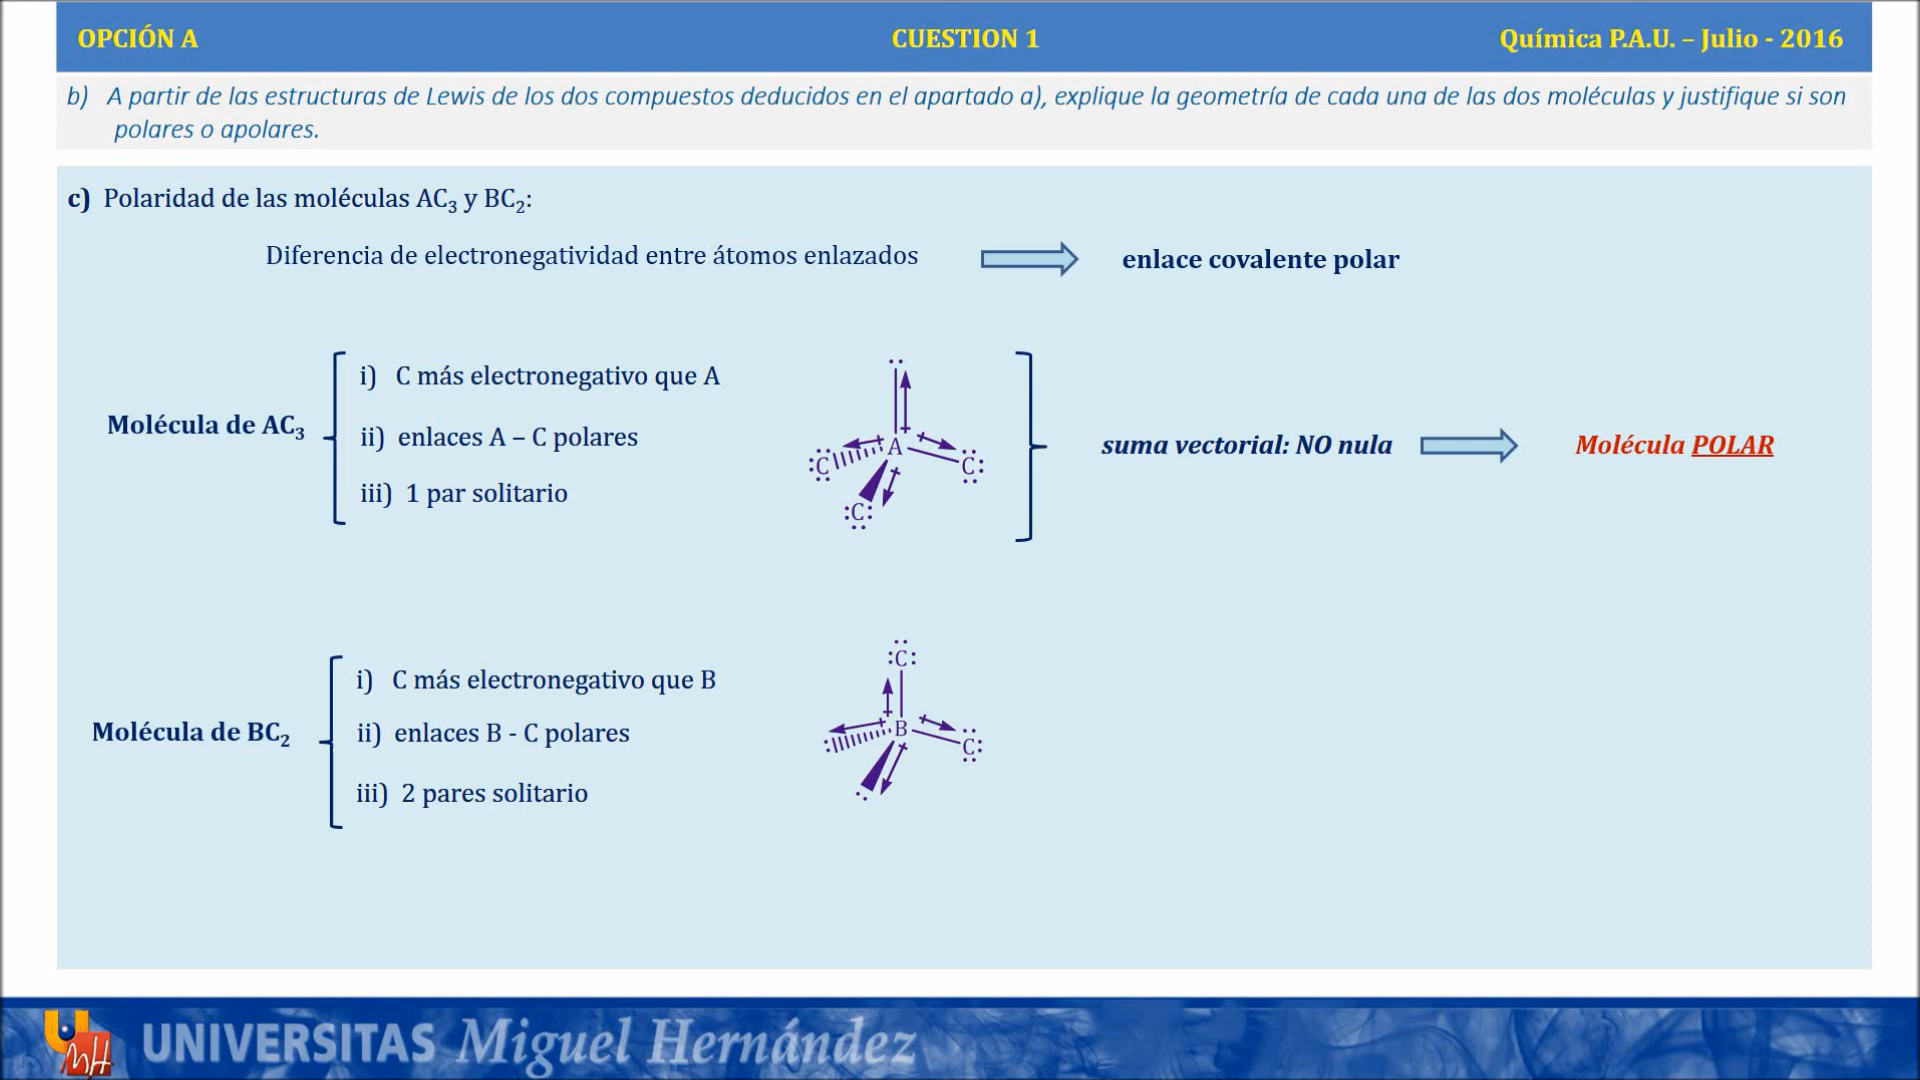 OPCIÓN A CUESTION 1 Química P.A.U. – Julio - 2016
b) A partir de las estructuras de Lewis de los dos compuestos deducidos en el apartado a), explique la geometría de cada una de las dos moléculas y justifique si son
polares o apolares.
c) Polaridad de las moléculas AC₃ y BC₂:
Diferencia de electronegatividad entre átomos enlazados enlace covalente polar
Molécula de AC₃
i) C más electronegativo que A
ii) enlaces A – C polares
iii) 1 par solitario
A
:C:
C:
:C:
suma vectorial: NO nula Molécula POLAR
Molécula de BC₂
i) C más electronegativo que B
ii) enlaces B - C polares
iii) 2 pares solitario
:C:
B
C:
UMH UNIVERSITAS Miguel Hernández